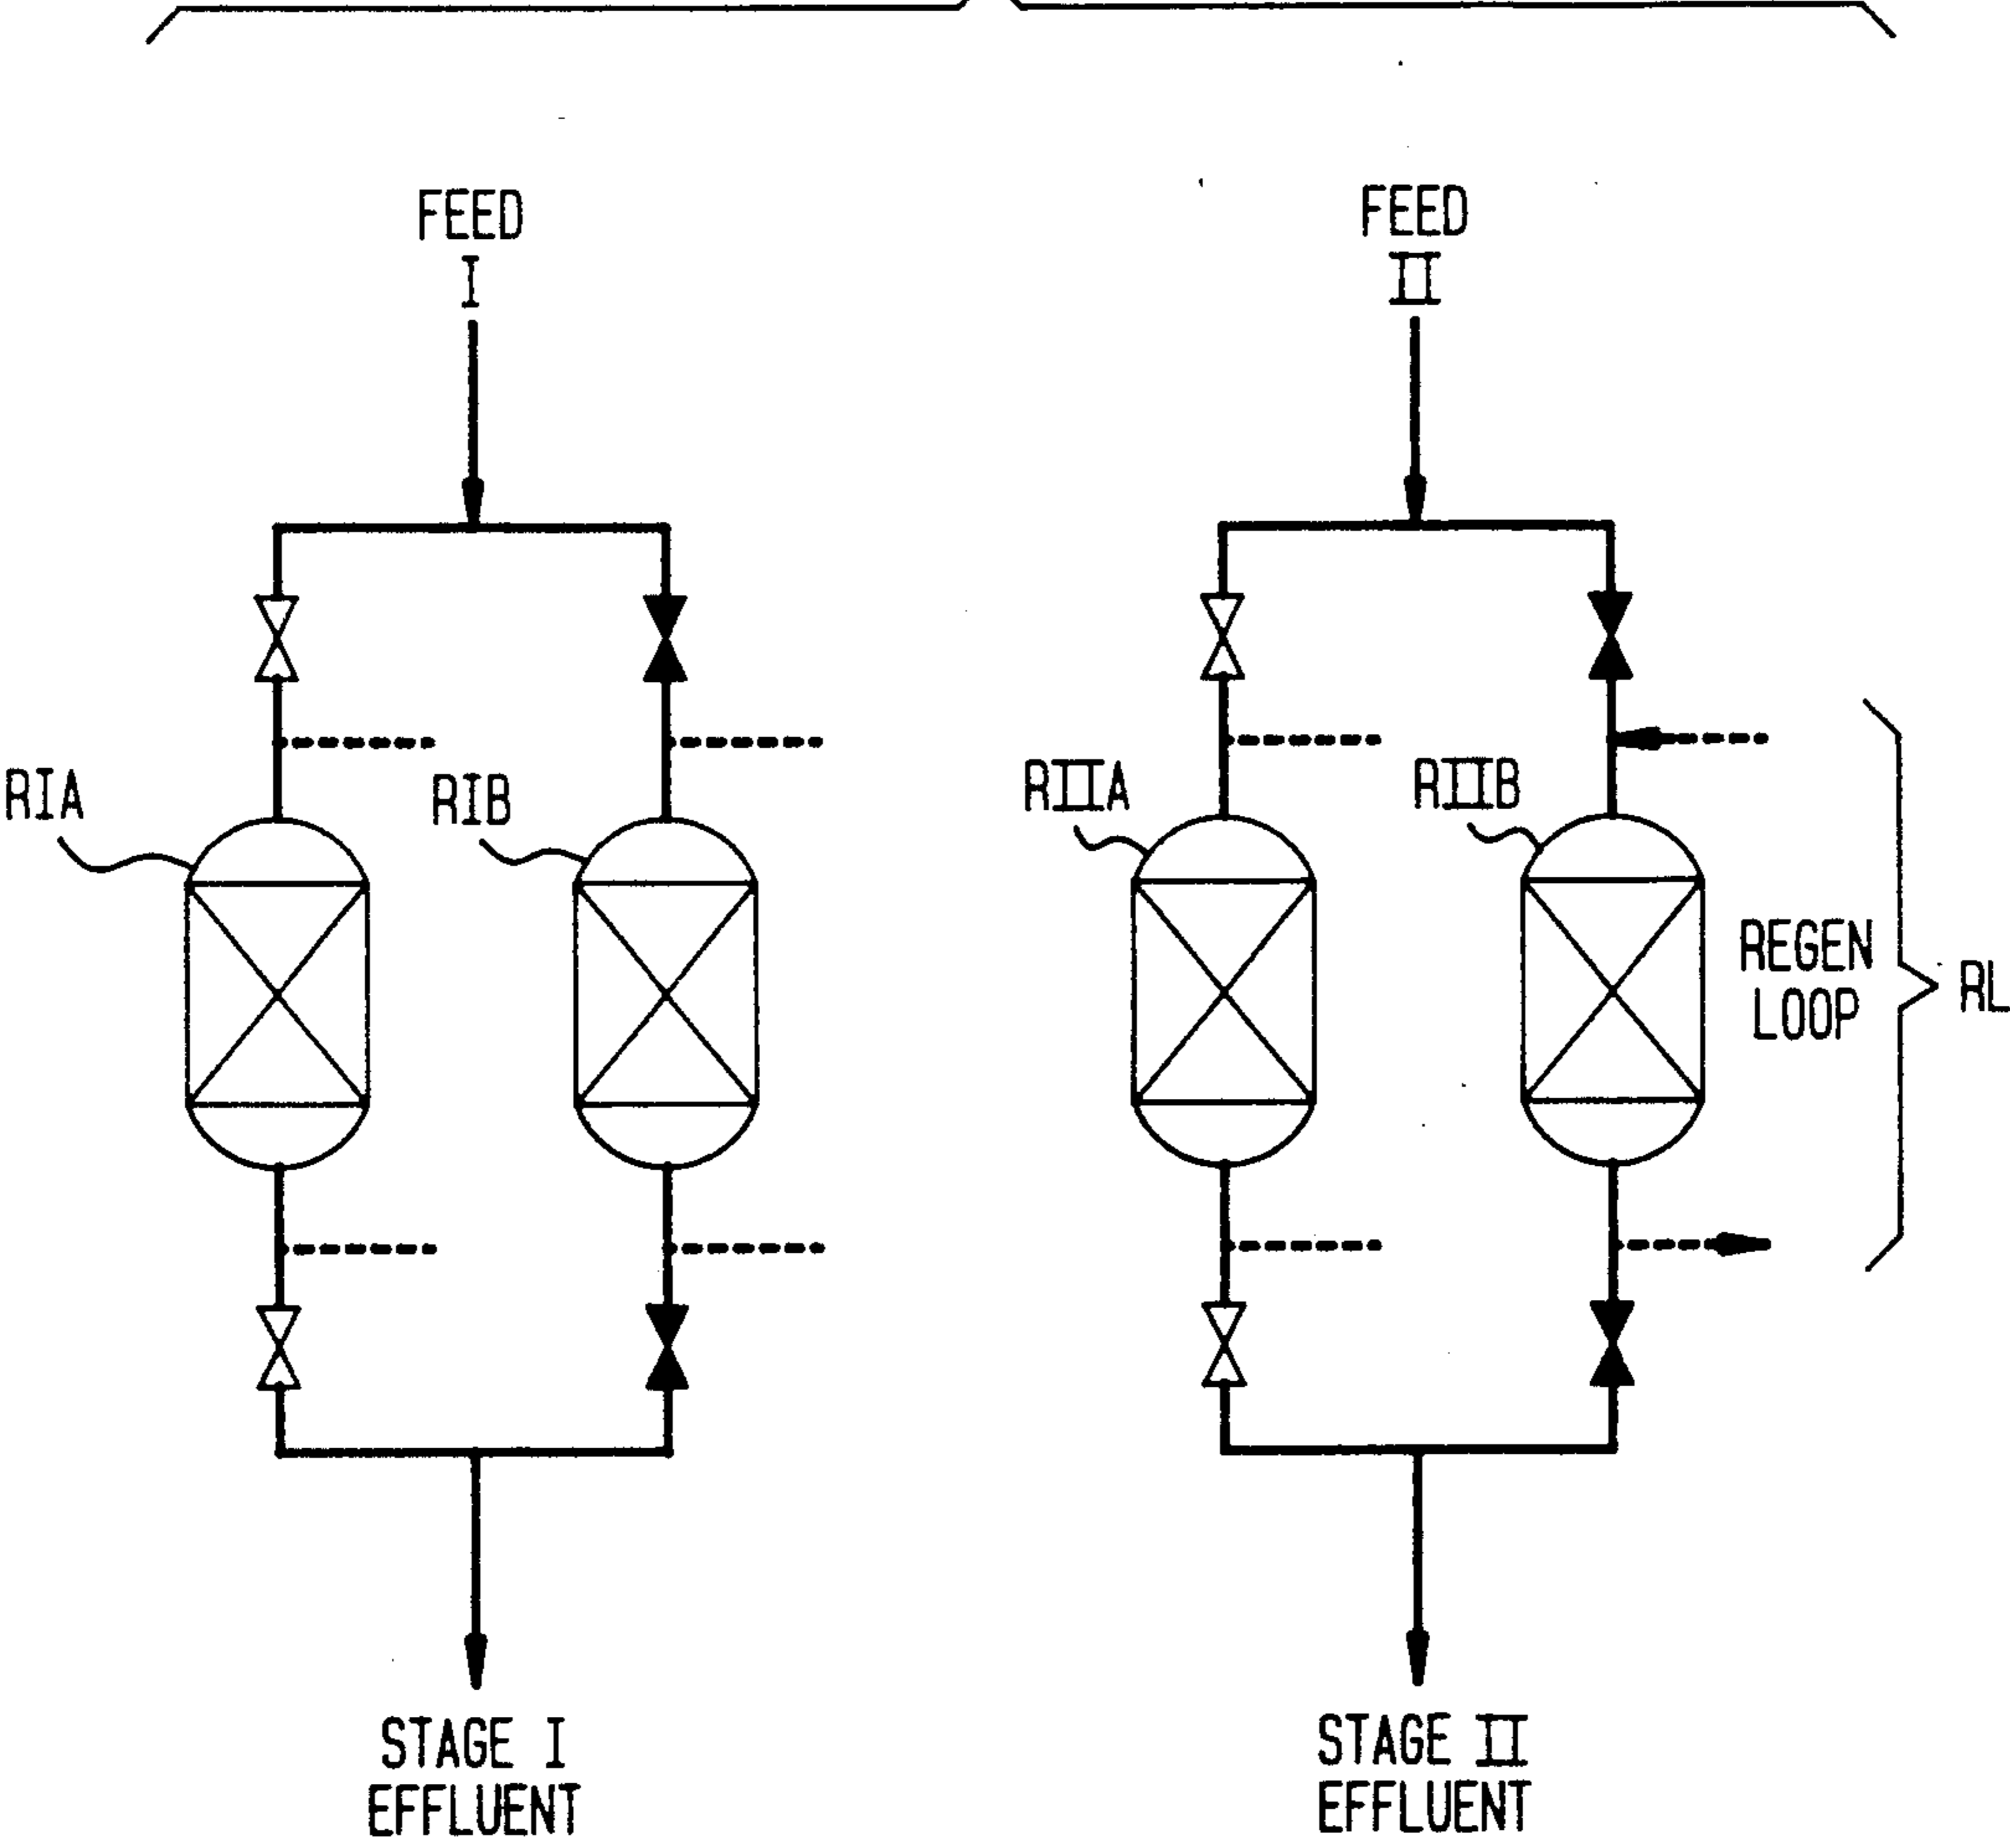 FEED
I
FEED
II
RIA
RIB
RIIA
RIIB
REGEN
LOOP
RL
STAGE I
EFFLUENT
STAGE II
EFFLUENT